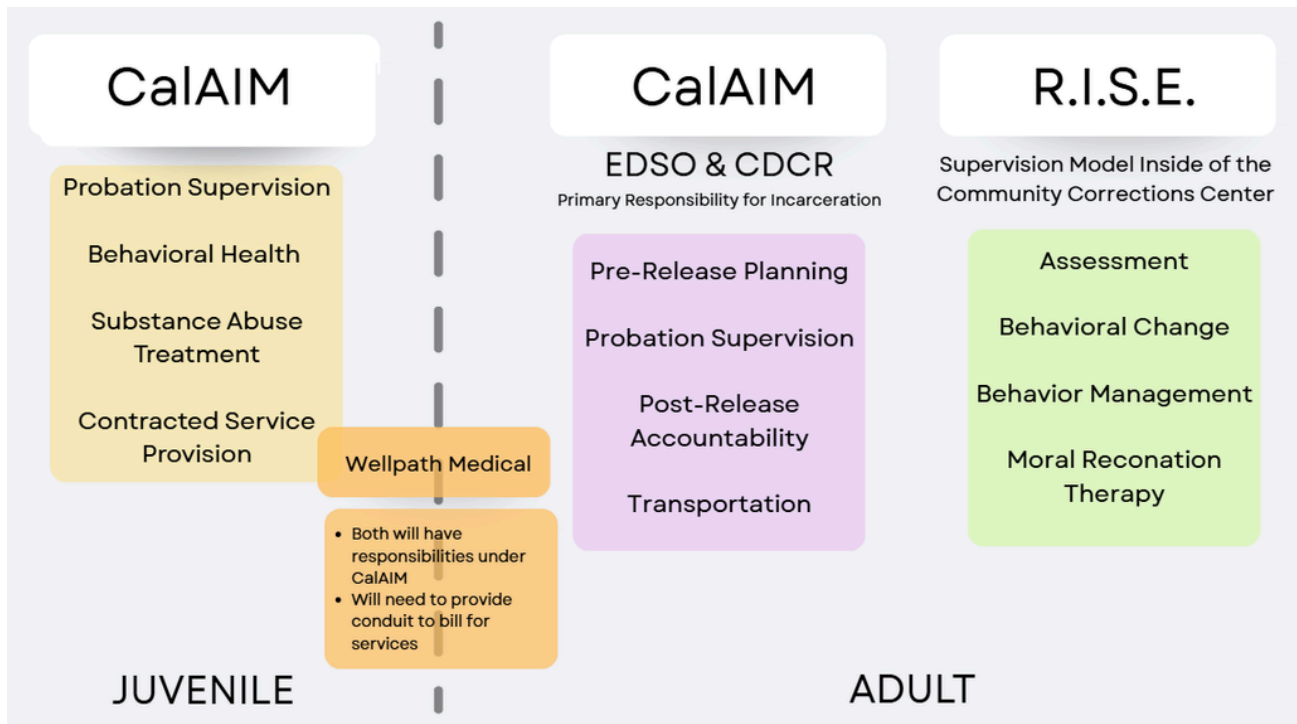 CalAIM
Probation Supervision
Behavioral Health
Substance Abuse
Treatment
Contracted Service
Provision
Wellpath Medical
• Both will have
responsibilities under
CalAIM
• Will need to provide
conduit to bill for
services
JUVENILE
CalAIM
EDSO & CDCR
Primary Responsibility for Incarceration
Pre-Release Planning
Probation Supervision
Post-Release
Accountability
Transportation
R.I.S.E.
Supervision Model Inside of the
Community Corrections Center
Assessment
Behavioral Change
Behavior Management
Moral Reconation
Therapy
ADULT